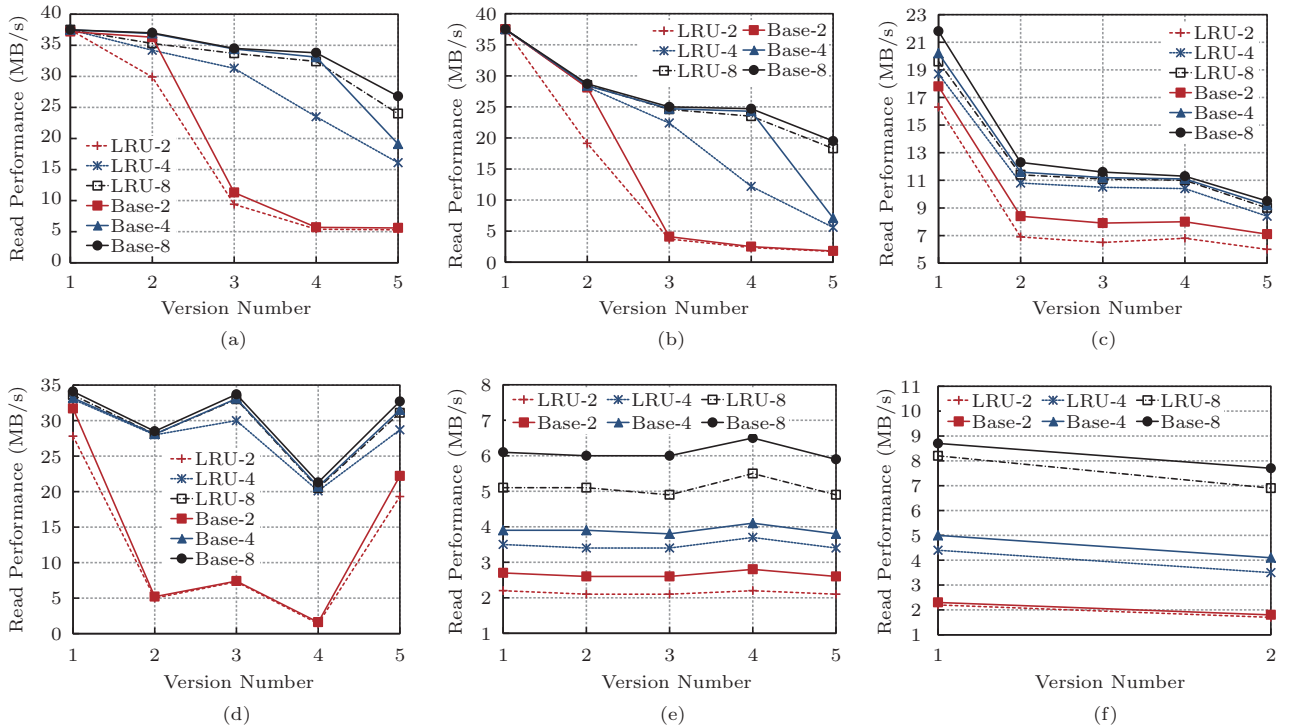 Read Performance (MB/s)
40
35
30
25
20
15
10
5
0
LRU-2
LRU-4
LRU-8
Base-2
Base-4
Base-8
1 2 3 4 5
Version Number
(a)
Read Performance (MB/s)
40
35
30
25
20
15
10
5
0
LRU-2 Base-2
LRU-4 Base-4
LRU-8 Base-8
1 2 3 4 5
Version Number
(b)
Read Performance (MB/s)
23
21
19
17
15
13
11
9
7
5
LRU-2
LRU-4
LRU-8
Base-2
Base-4
Base-8
1 2 3 4 5
Version Number
(c)
Read Performance (MB/s)
35
30
25
20
15
10
5
0
LRU-2
LRU-4
LRU-8
Base-2
Base-4
Base-8
1 2 3 4 5
Version Number
(d)
Read Performance (MB/s)
8
7
6
5
4
3
2
1
LRU-2 LRU-4 LRU-8
Base-2 Base-4 Base-8
1 2 3 4 5
Version Number
(e)
Read Performance (MB/s)
11
10
9
8
7
6
5
4
3
2
1
LRU-2 LRU-4 LRU-8
Base-2 Base-4 Base-8
1 2
Version Number
(f)